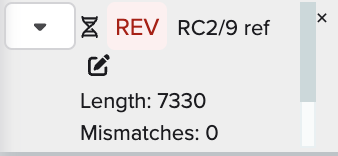 REV RC2/9 ref
Length: 7330
Mismatches: 0